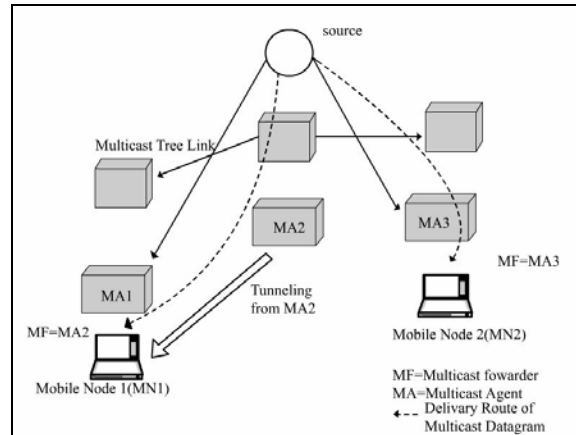 source
Multicast Tree Link
MA2
MA3
MA1
MF=MA3
Tunneling
from MA2
MF=MA2
Mobile Node 2(MN2)
Mobile Node 1(MN1)
MF=Multicast fowarder
MA=Multicast Agent
Delivary Route of
Multicast Datagram